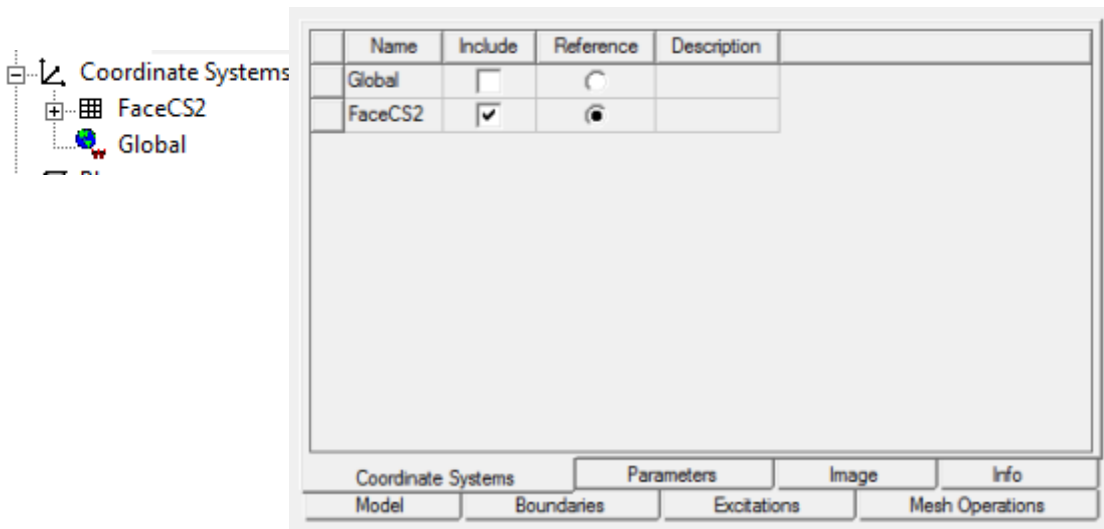 Coordinate Systems
FaceCS2
Global
Name Include Reference Description
Global
FaceCS2
Coordinate Systems Parameters Image Info
Model Boundaries Excitations Mesh Operations